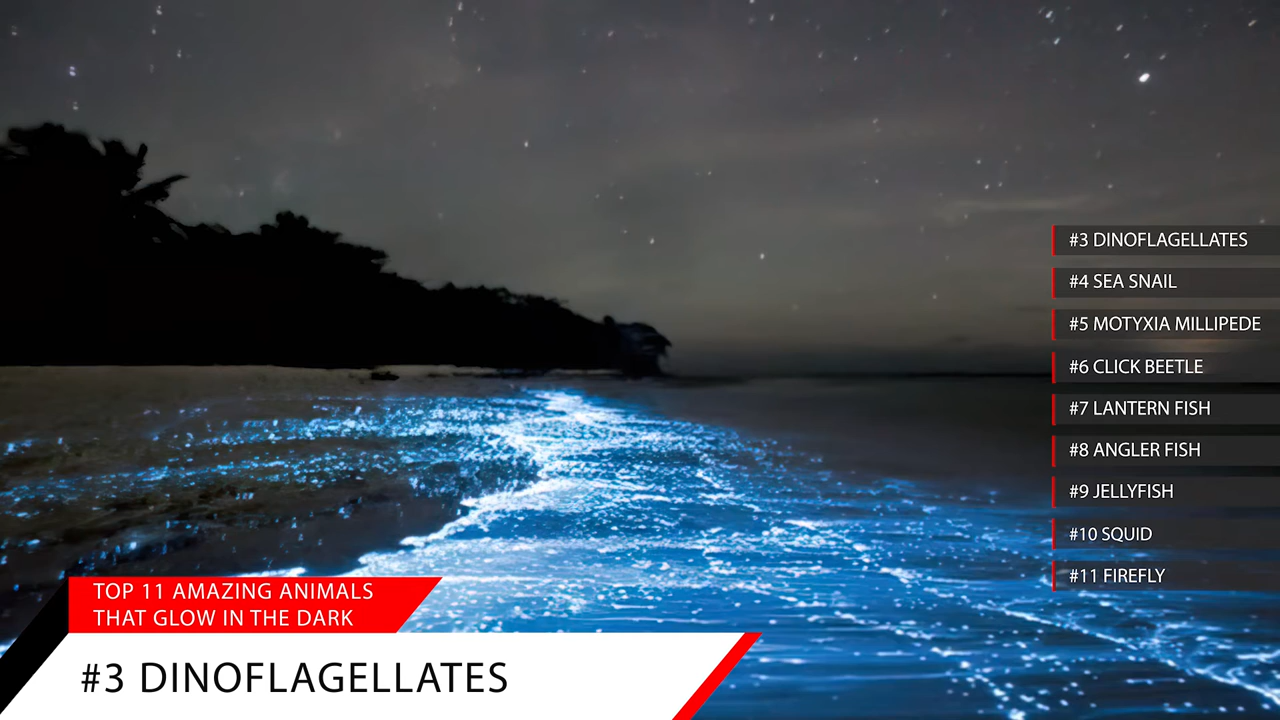 #3 DINOFLAGELLATES
#4 SEA SNAIL
#5 MOTYXIA MILLIPEDE
#6 CLICK BEETLE
#7 LANTERN FISH
#8 ANGLER FISH
#9 JELLYFISH
#10 SQUID
#11 FIREFLY
TOP 11 AMAZING ANIMALS
THAT GLOW IN THE DARK
#3 DINOFLAGELLATES